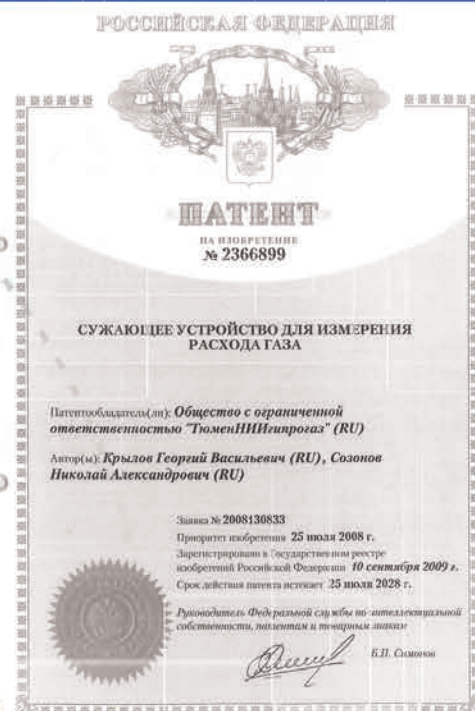 РОССИЙСКАЯ ФЕДЕРАЦИЯ
ПАТЕНТ
НА ИЗОБРЕТЕНИЕ
№ 2366899
СУЖАЮЩЕЕ УСТРОЙСТВО ДЛЯ ИЗМЕРЕНИЯ
РАСХОДА ГАЗА
Патентообладатель(ли): Общество с ограниченной
ответственностью "ТюменНИИгипрогаз" (RU)
Автор(ы): Крылов Георгий Васильевич (RU), Созонов
Николай Александрович (RU)
Заявка № 2008130833
Приоритет изобретения 25 июля 2008 г.
Зарегистрировано в Государственном реестре
изобретений Российской Федерации 10 сентября 2009 г.
Срок действия патента истекает 25 июля 2028 г.
Руководитель Федеральной службы по интеллектуальной
собственности, патентам и товарным знакам
Б.П. Симонов